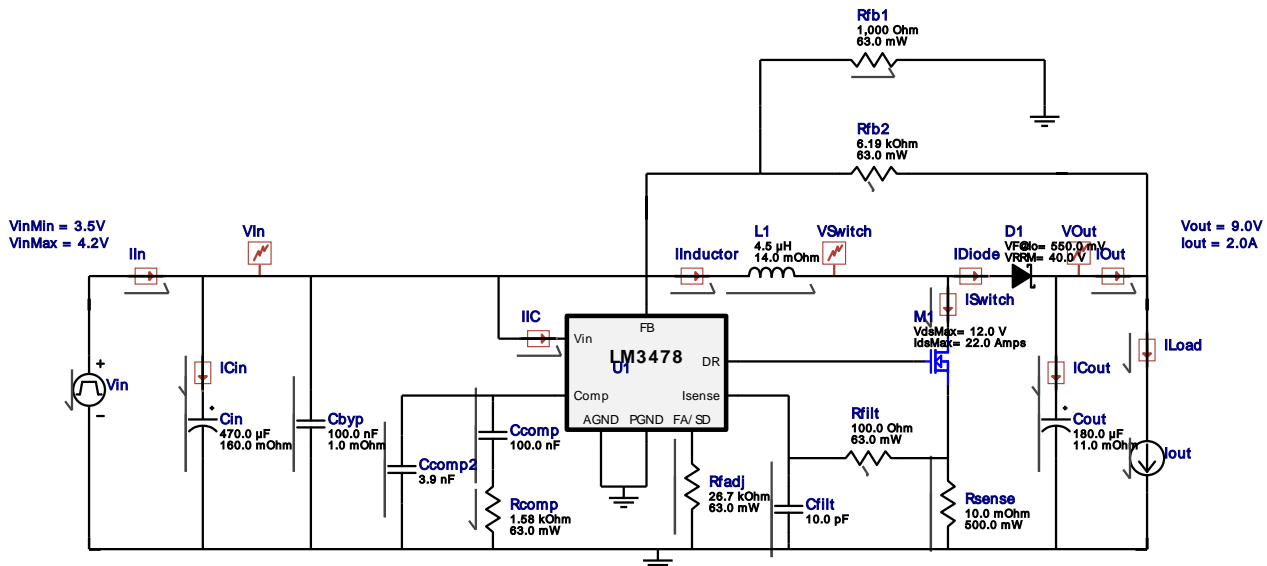 Rfb1
1,000 Ohm
63.0 mW
Rfb2
6.19 kOhm
63.0 mW
VinMin = 3.5V
VinMax = 4.2V
Vout = 9.0V
Iout = 2.0A
IIn
VIn
IInductor
L1
4.5 µH
14.0 mOhm
VSwitch
IDiode
D1
VF@Io= 550.0 mV
VRRM= 40.0 V
VOut
IOut
ISwitch
IIC
M1
VdsMax= 12.0 V
IdsMax= 22.0 Amps
Vin
FB
LM3478
U1
DR
Comp
Isense
AGND
PGND
FA/SD
ILoad
ICin
ICout
+
Vin
−
Cin
470.0 µF
160.0 mOhm
Cbyp
100.0 nF
1.0 mOhm
Ccomp
100.0 nF
Ccomp2
3.9 nF
Rcomp
1.58 kOhm
63.0 mW
Rfadj
26.7 kOhm
63.0 mW
Rfilt
100.0 Ohm
63.0 mW
Cfilt
10.0 pF
Rsense
10.0 mOhm
500.0 mW
Cout
180.0 µF
11.0 mOhm
Iout